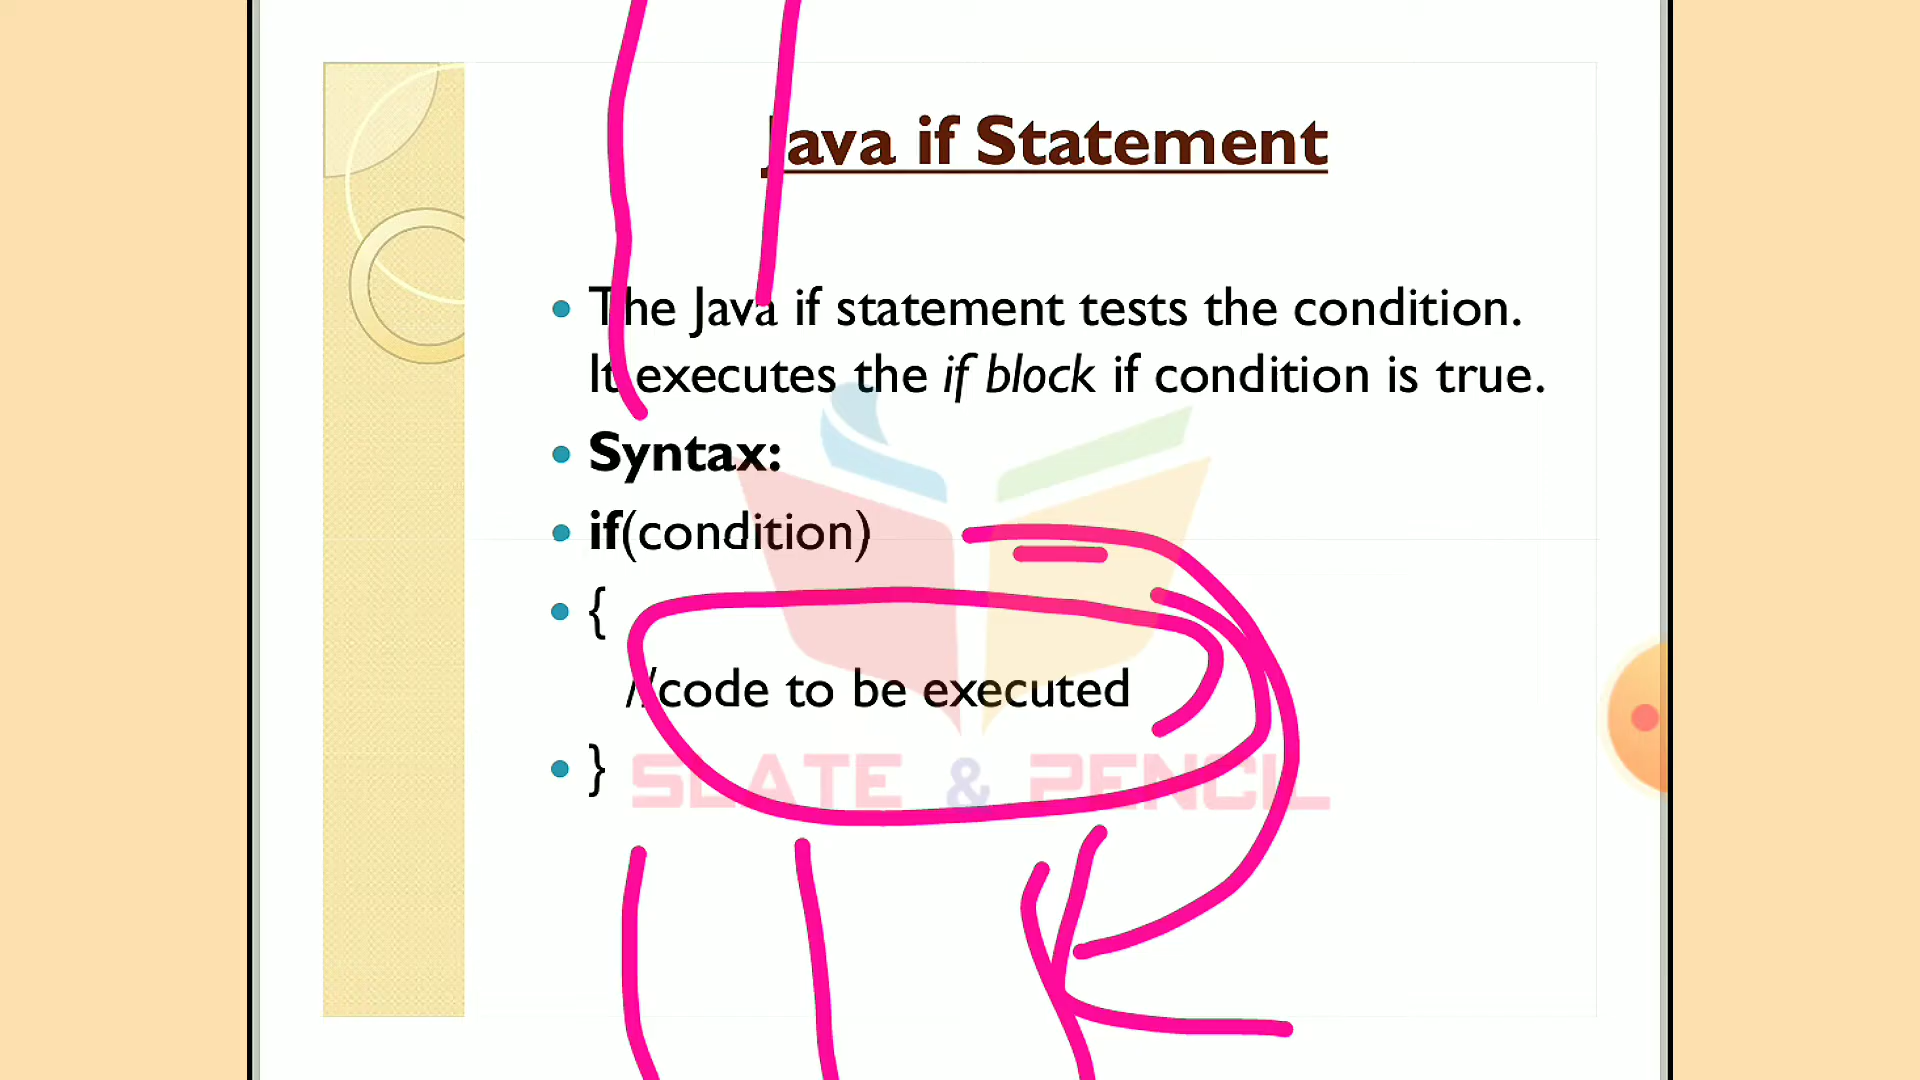 Java if Statement
The Java if statement tests the condition.
It executes the if block if condition is true.
Syntax:
if(condition)
{
//code to be executed
}
SLATE & PENCIL